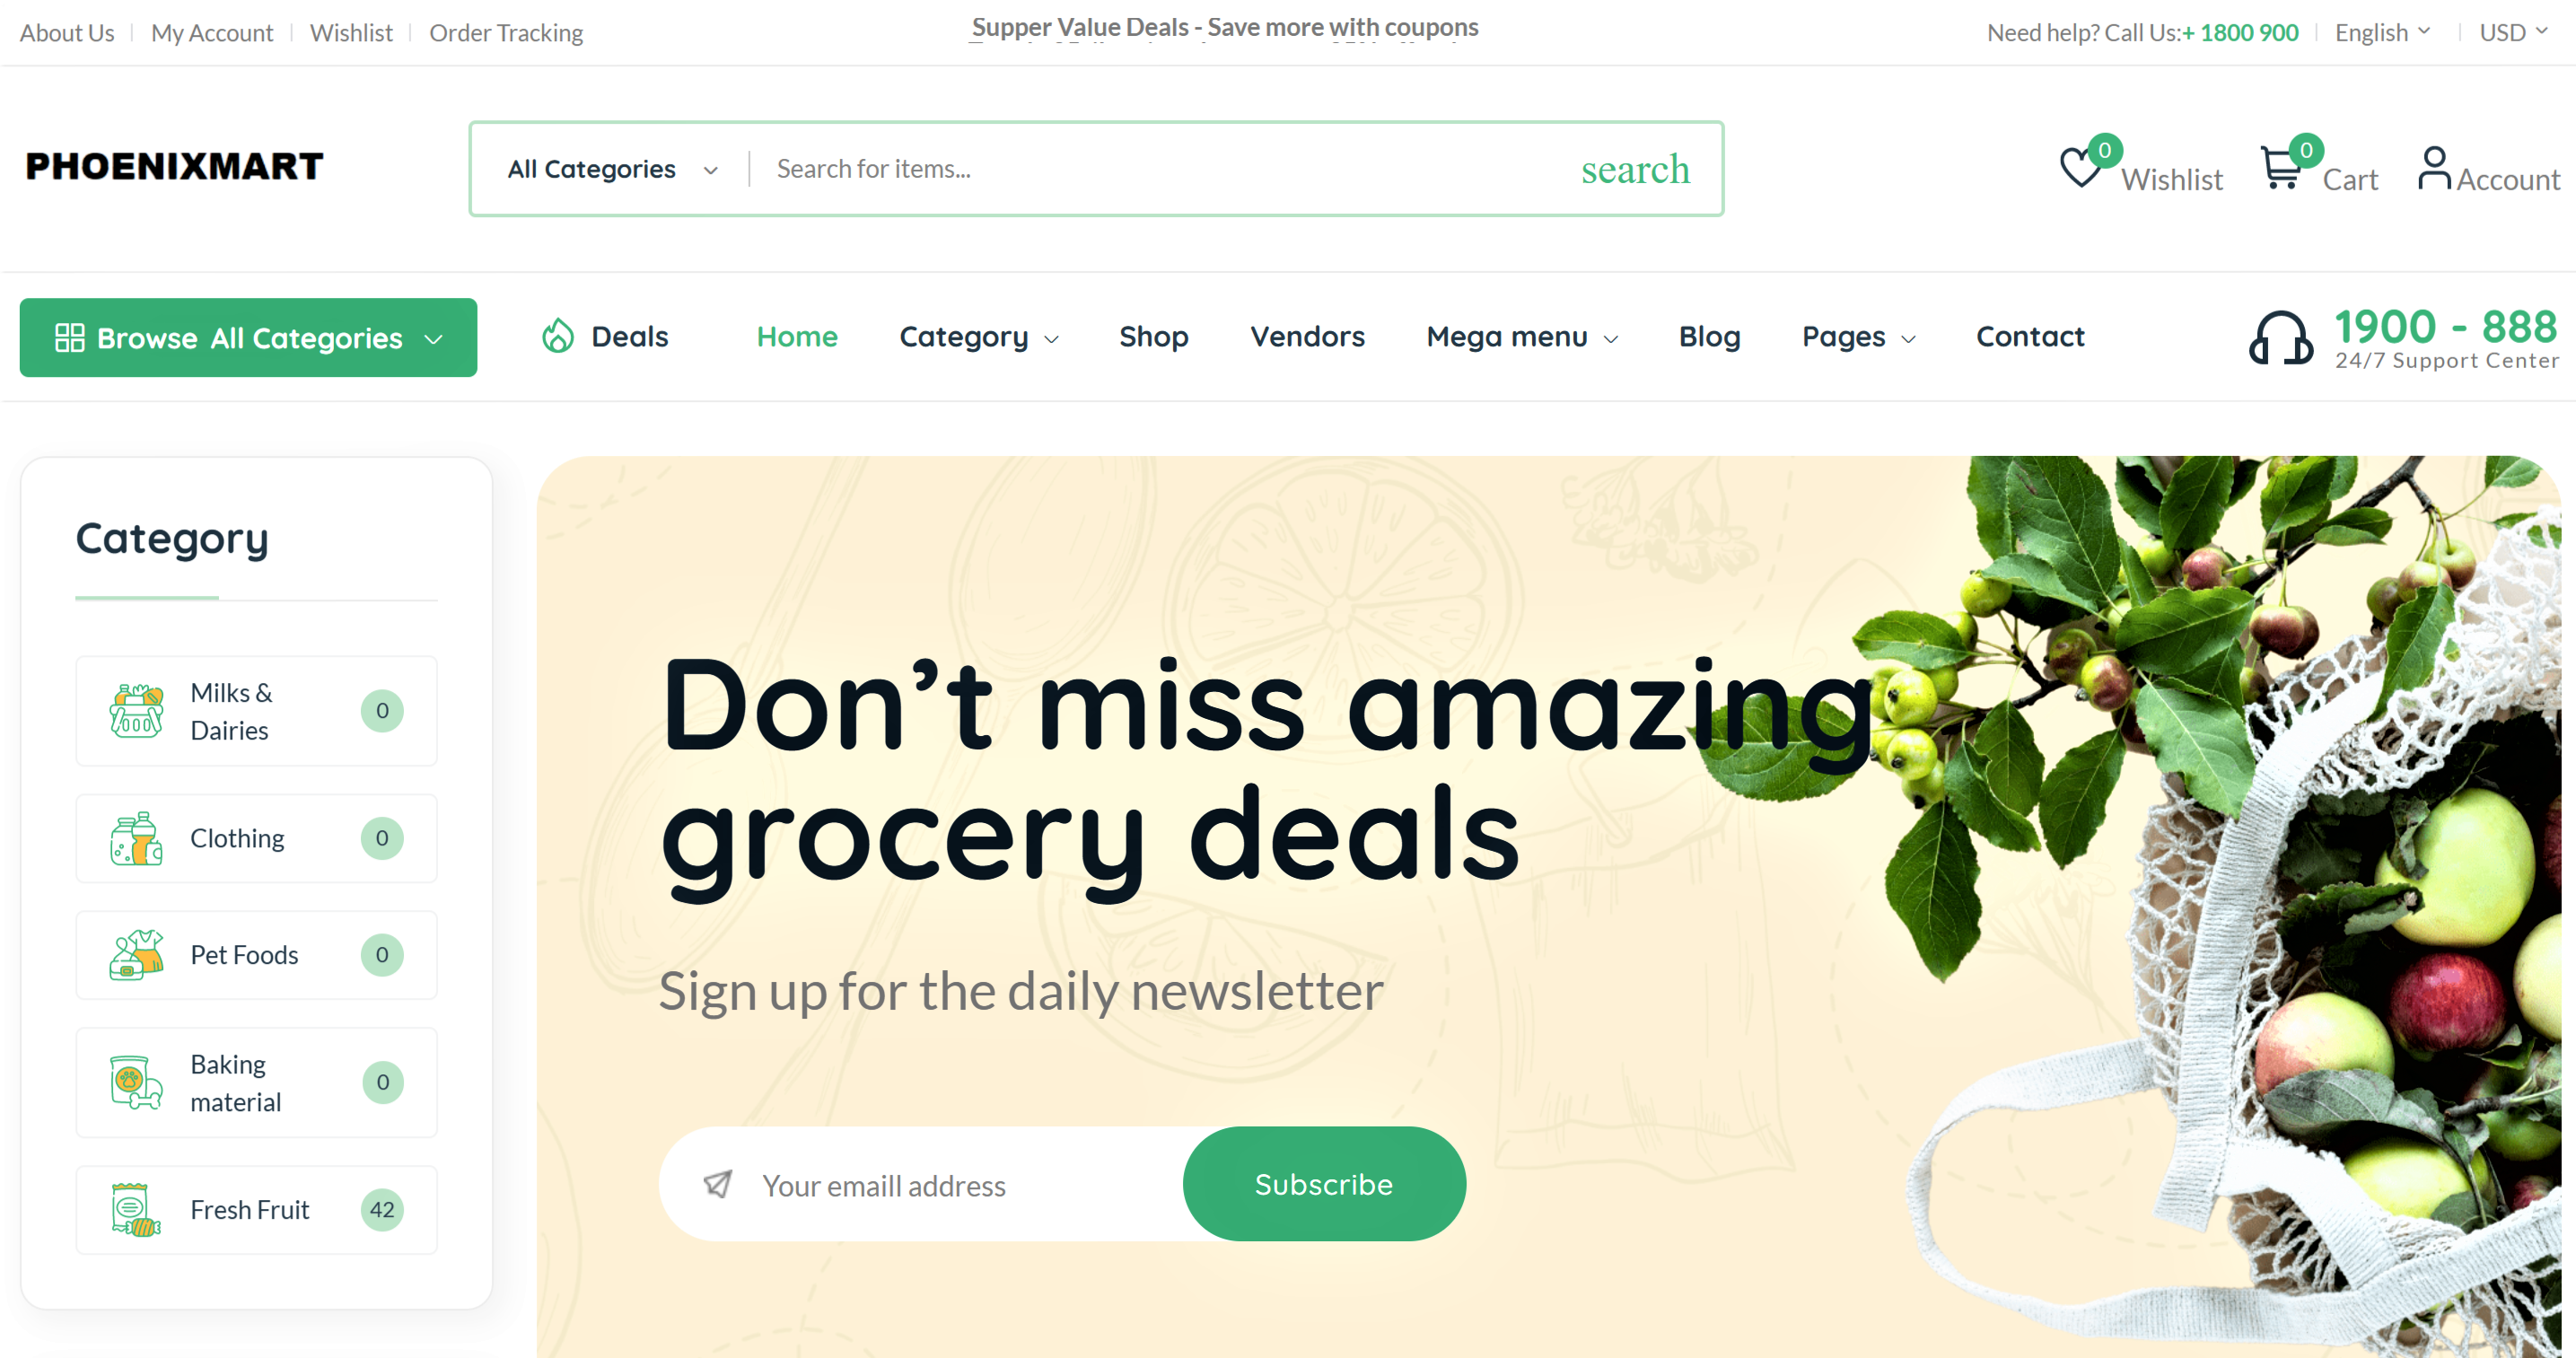 About Us
My Account
Wishlist
Order Tracking
Supper Value Deals - Save more with coupons
Need help? Call Us:+ 1800 900
English
USD
PHOENIXMART
All Categories
Search for items...
search
0
Wishlist
0
Cart
Account
Browse All Categories
Deals
Home
Category
Shop
Vendors
Mega menu
Blog
Pages
Contact
1900 - 888
24/7 Support Center
Category
Milks &
Dairies
0
Clothing
0
Pet Foods
0
Baking
material
0
Fresh Fruit
42
Don’t miss amazing
grocery deals
Sign up for the daily newsletter
Your emaill address
Subscribe